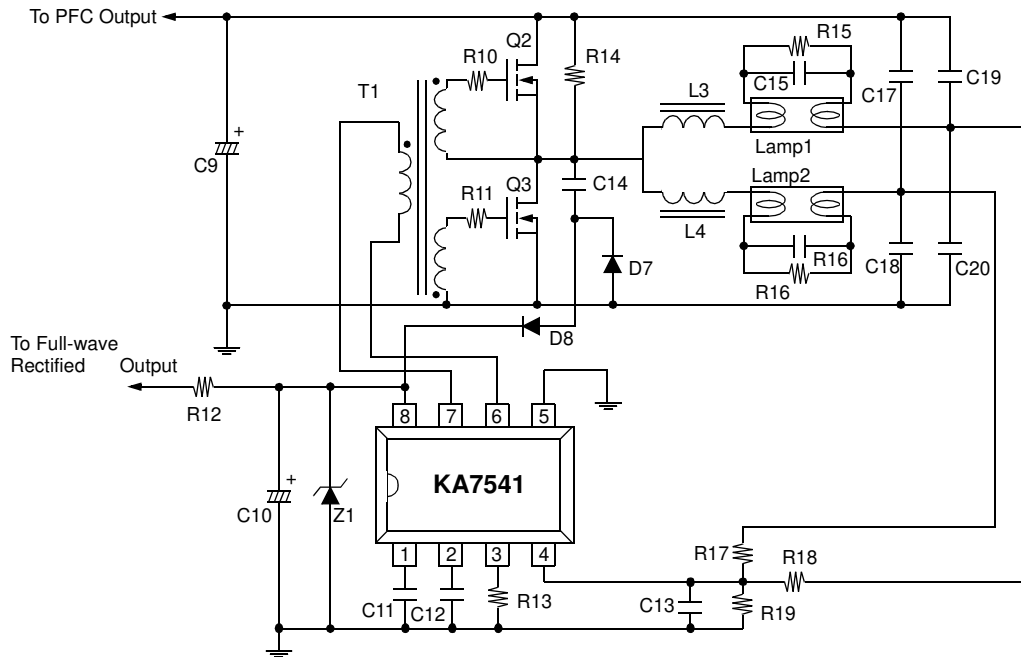 To PFC Output
Q2
R15
R10
R14
C15
C17
C19
T1
L3
+
C9
Lamp1
Lamp2
Q3
C14
R11
L4
R16
C18
C20
D7
R16
D8
To Full-wave
Rectified Output
R12
8 7 6 5
KA7541
+
C10
Z1
R17
1 2 3 4
R18
C11
C12
R13
C13
R19